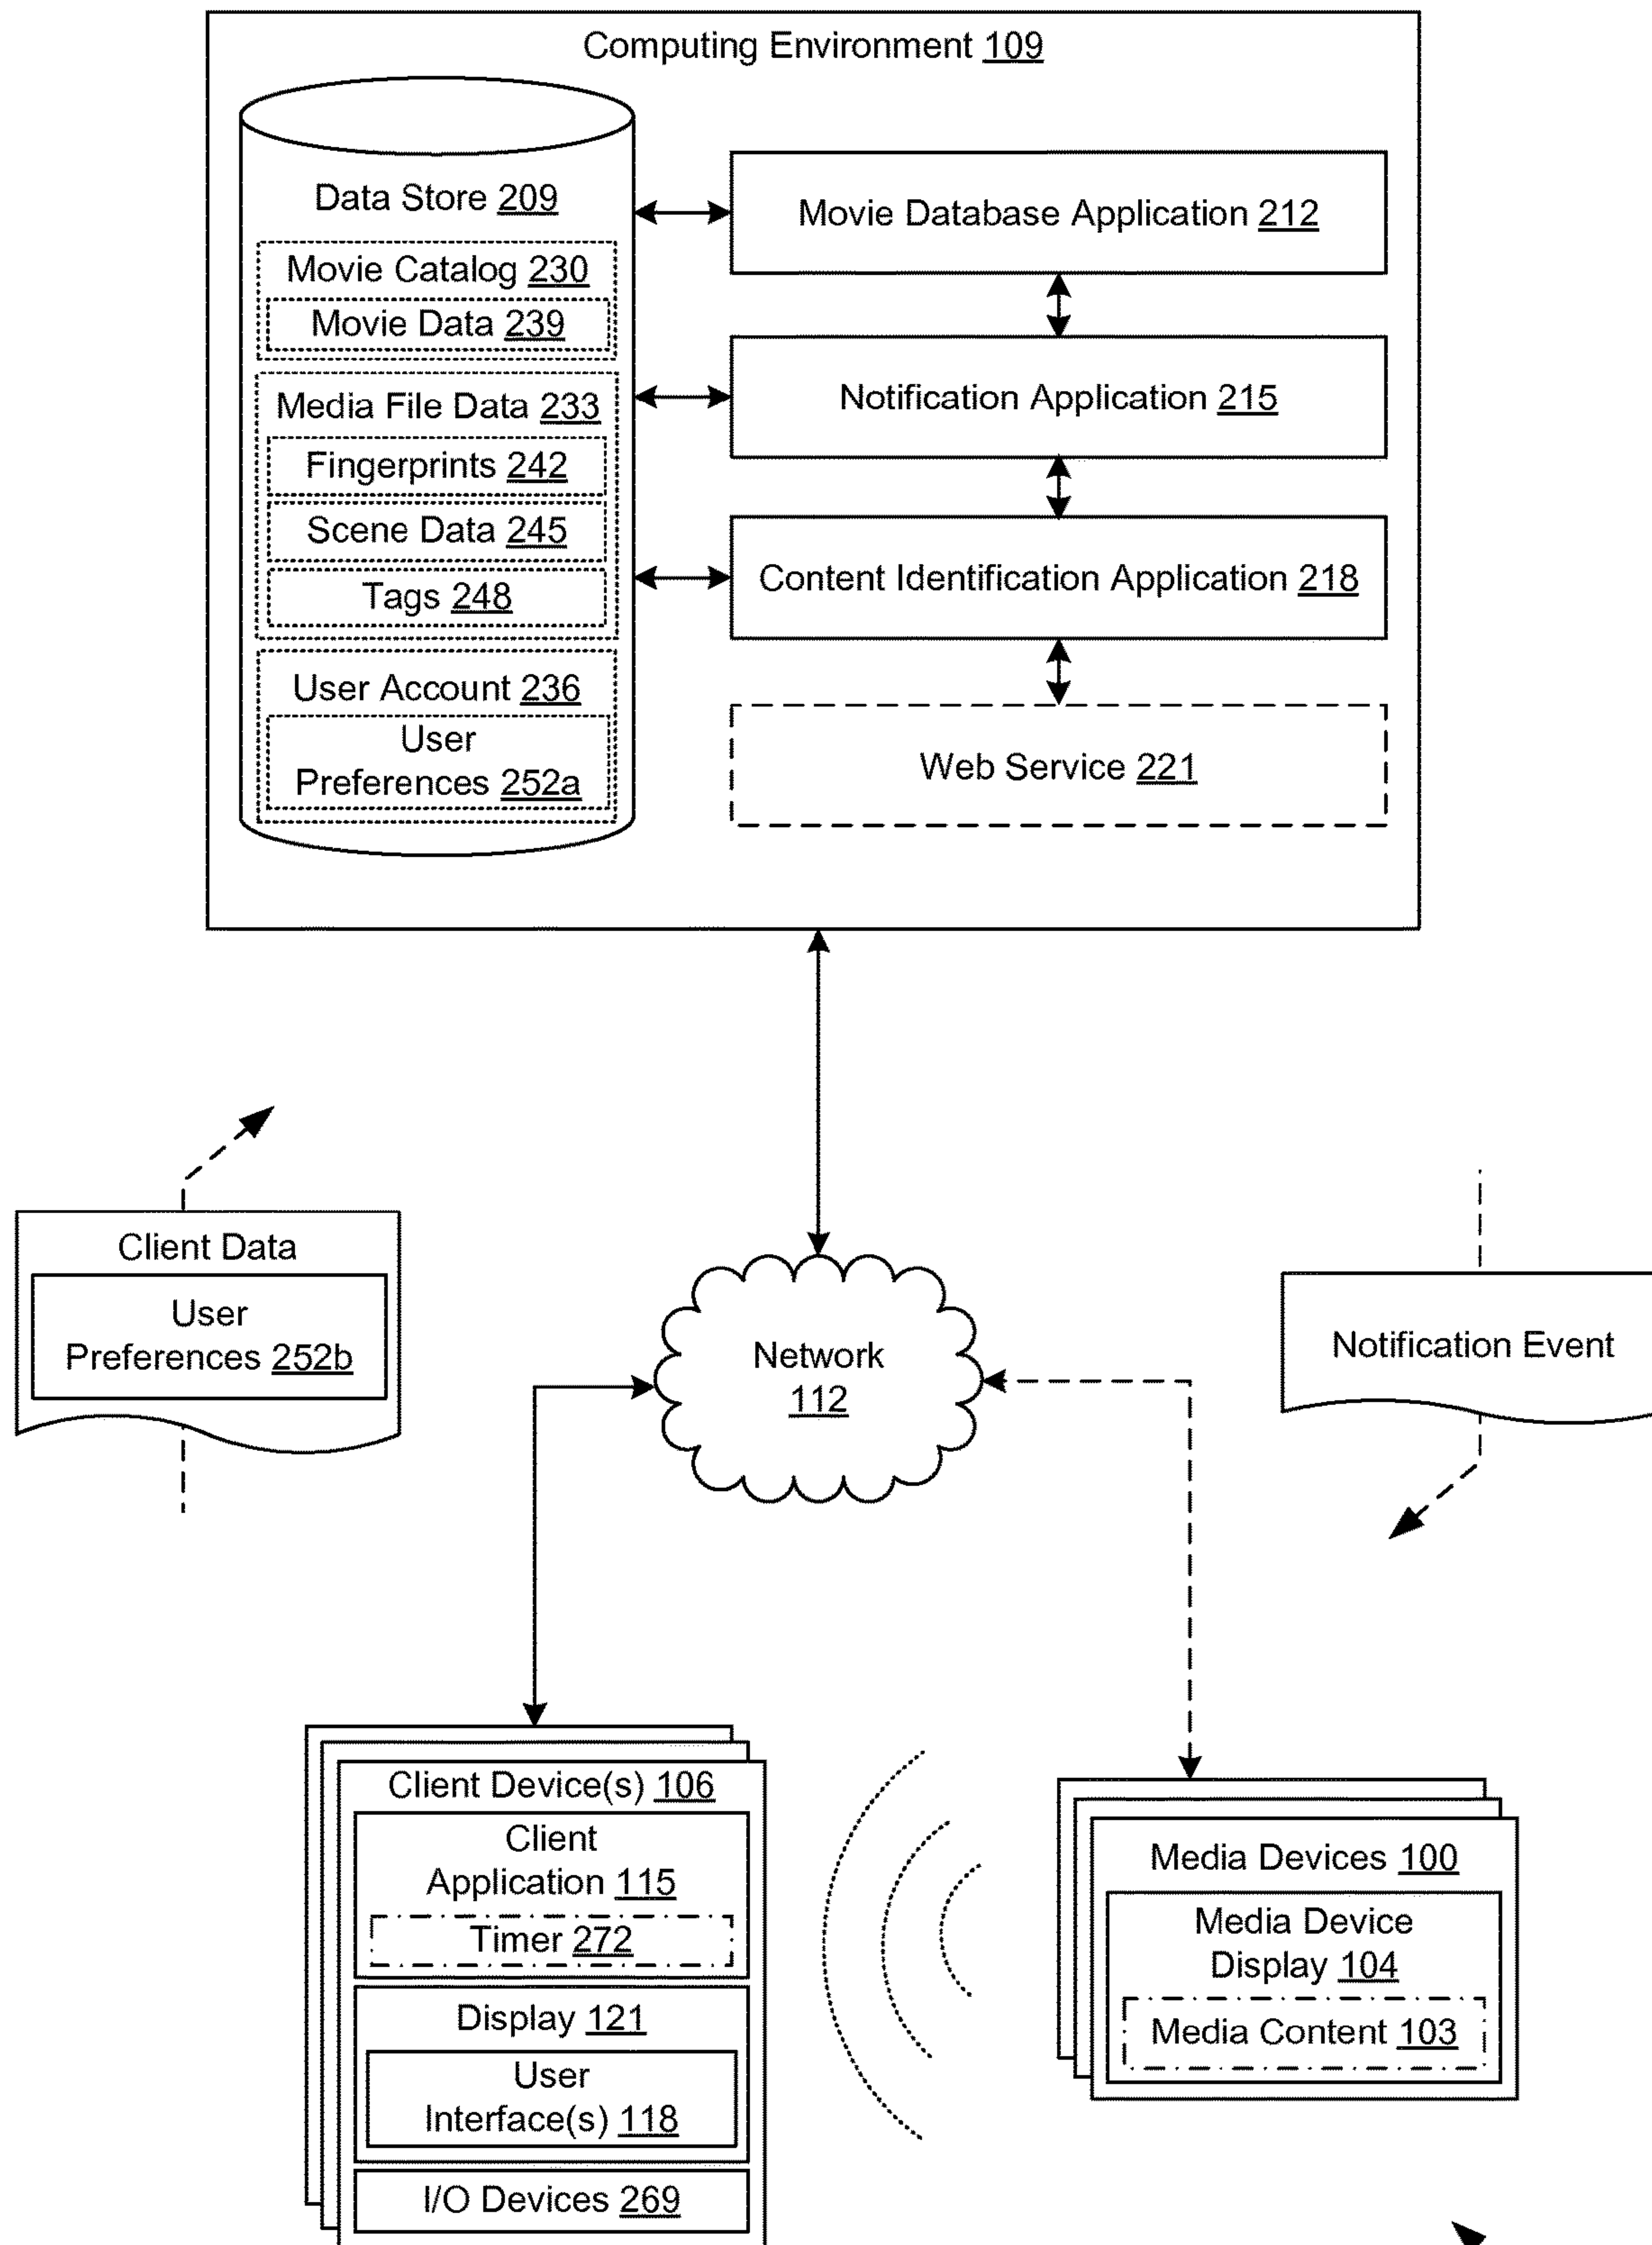 Computing Environment 109
Data Store 209
Movie Catalog 230
Movie Data 239
Media File Data 233
Fingerprints 242
Scene Data 245
Tags 248
User Account 236
User
Preferences 252a
Movie Database Application 212
Notification Application 215
Content Identification Application 218
Web Service 221
Client Data
User
Preferences 252b
Network
112
Notification Event
Client Device(s) 106
Client
Application 115
Timer 272
Display 121
User
Interface(s) 118
I/O Devices 269
Media Devices 100
Media Device
Display 104
Media Content 103